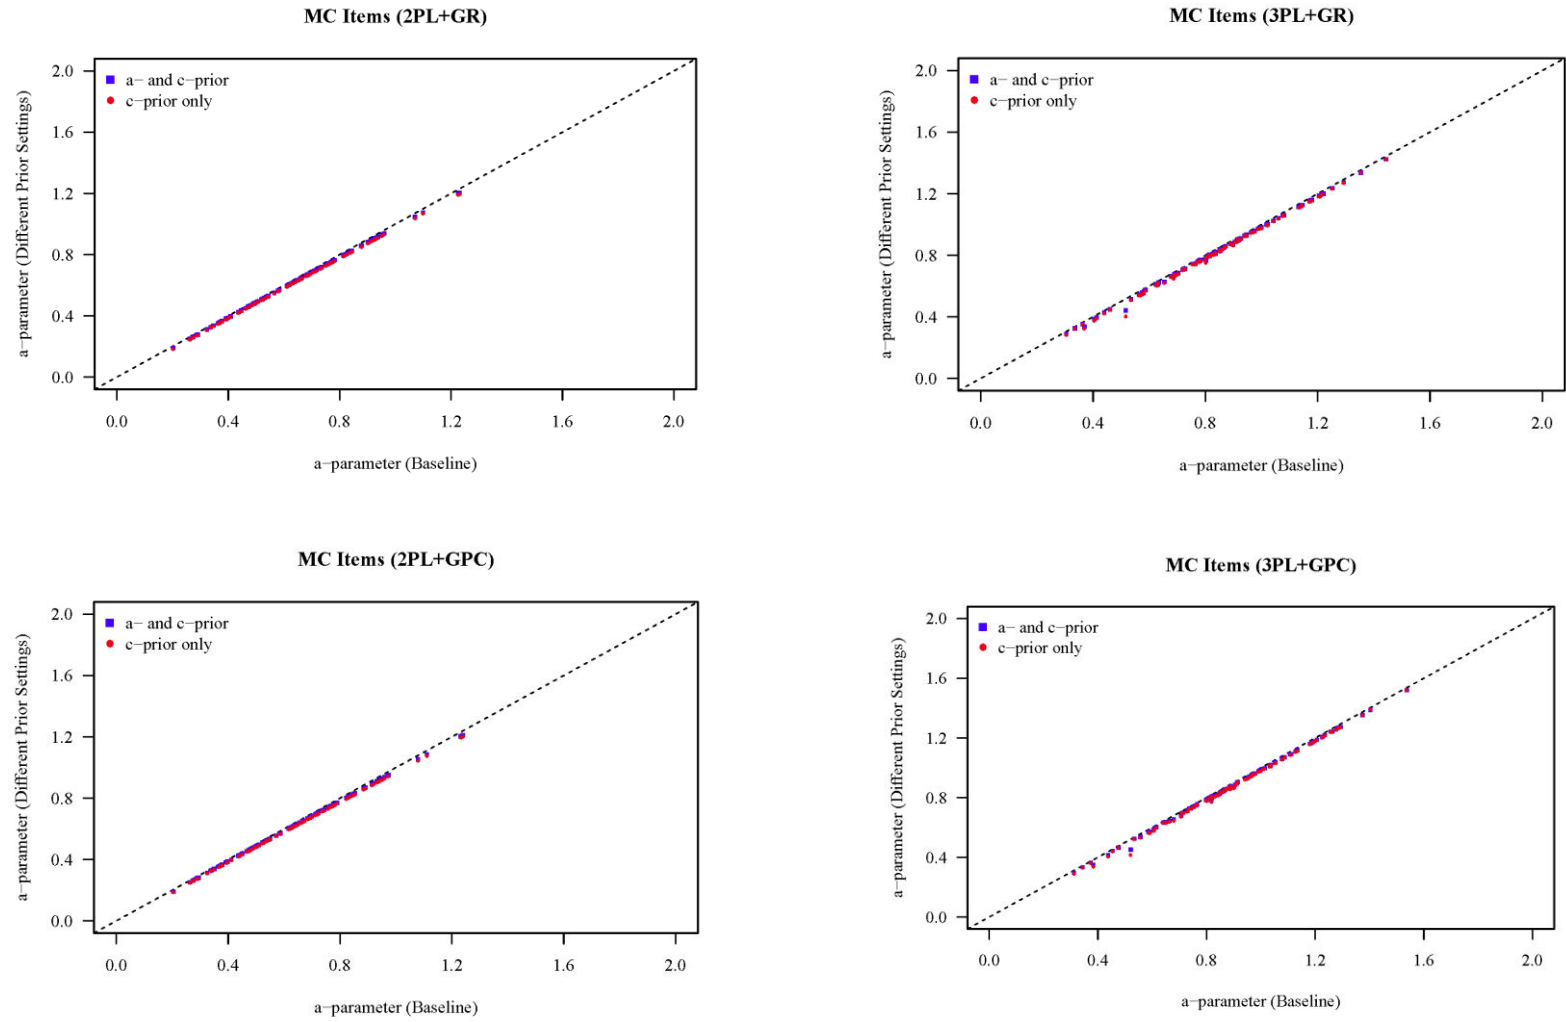 MC Items (2PL+GR)
a− and c−prior
c−prior only
a−parameter (Different Prior Settings)
2.0
1.6
1.2
0.8
0.4
0.0
0.0 0.4 0.8 1.2 1.6 2.0
a−parameter (Baseline)
MC Items (3PL+GR)
a− and c−prior
c−prior only
a−parameter (Different Prior Settings)
2.0
1.6
1.2
0.8
0.4
0.0
0.0 0.4 0.8 1.2 1.6 2.0
a−parameter (Baseline)
MC Items (2PL+GPC)
a− and c−prior
c−prior only
a−parameter (Different Prior Settings)
2.0
1.6
1.2
0.8
0.4
0.0
0.0 0.4 0.8 1.2 1.6 2.0
a−parameter (Baseline)
MC Items (3PL+GPC)
a− and c−prior
c−prior only
a−parameter (Different Prior Settings)
2.0
1.6
1.2
0.8
0.4
0.0
0.0 0.4 0.8 1.2 1.6 2.0
a−parameter (Baseline)